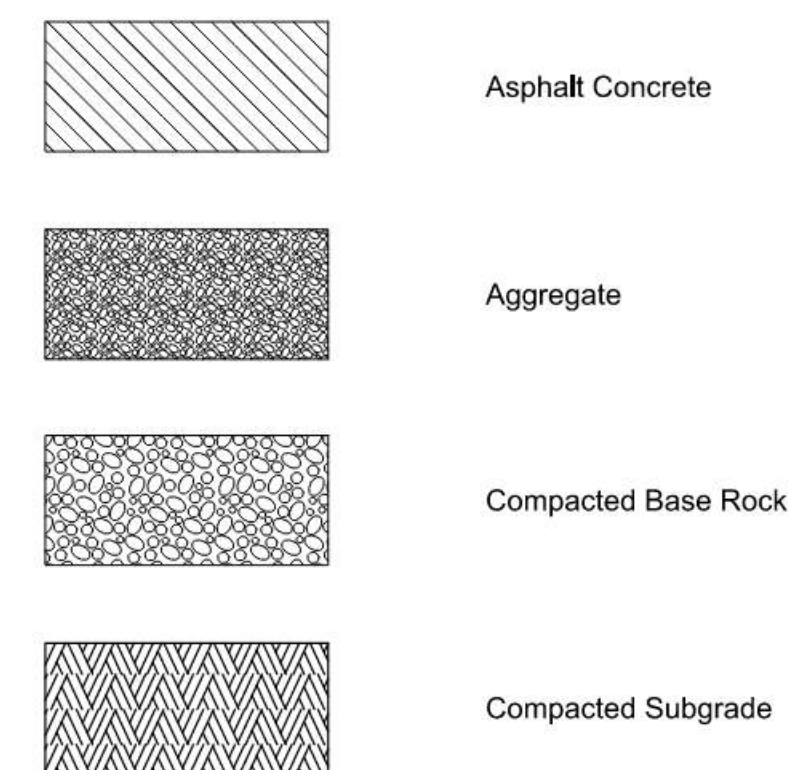 Asphalt Concrete
Aggregate
Compacted Base Rock
Compacted Subgrade